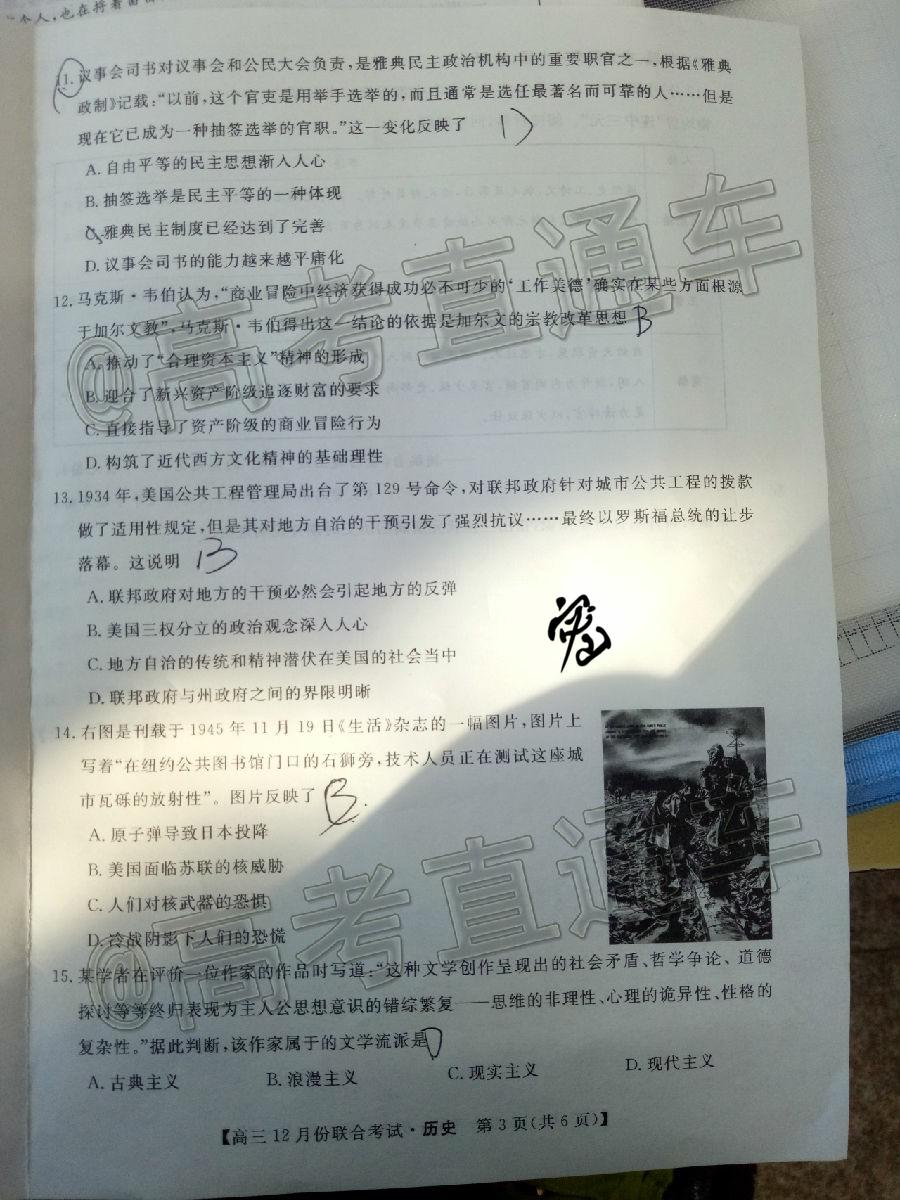 个人,也在捋着
11. 议事会司书对议事会和公民大会负责,是雅典民主政治机构中的重要职官之一,根据《雅典
政制》记载:“以前,这个官吏是用举手选举的,而且通常是选任最著名而可靠的人……但是
现在它已成为一种抽签选举的官职。”这一变化反映了 D
A. 自由平等的民主思想渐入人心
B. 抽签选举是民主平等的一种体现
C. 雅典民主制度已经达到了完善
D. 议事会司书的能力越来越平庸化
12. 马克斯·韦伯认为,“商业冒险中经济获得成功必不可少的‘工作美德’确实在某些方面根源
于加尔文教”,马克斯·韦伯得出这一结论的依据是加尔文的宗教改革思想 B
A. 推动了“合理资本主义”精神的形成
B. 迎合了新兴资产阶级追逐财富的要求
C. 直接指导了资产阶级的商业冒险行为
D. 构筑了近代西方文化精神的基础理性
13. 1934年,美国公共工程管理局出台了第129号命令,对联邦政府针对城市公共工程的拨款
做了适用性规定,但是其对地方自治的干预引发了强烈抗议……最终以罗斯福总统的让步
落幕。这说明 B
A. 联邦政府对地方的干预必然会引起地方的反弹
B. 美国三权分立的政治观念深入人心
C. 地方自治的传统和精神潜伏在美国的社会当中
D. 联邦政府与州政府之间的界限明晰
14. 右图是刊载于1945年11月19日《生活》杂志的一幅图片,图片上
写着“在纽约公共图书馆门口的石狮旁,技术人员正在测试这座城
市瓦砾的放射性”。图片反映了 B
A. 原子弹导致日本投降
B. 美国面临苏联的核威胁
C. 人们对核武器的恐惧
D. 冷战阴影下人们的恐慌
15. 某学者在评价一位作家的作品时写道:“这种文学创作呈现出的社会矛盾、哲学争论、道德
探讨等等终归表现为主人公思想意识的错综繁复——思维的非理性、心理的诡异性、性格的
复杂性。”据此判断,该作家属于的文学流派是 D
A. 古典主义 B. 浪漫主义 C. 现实主义 D. 现代主义
【高三12月份联合考试·历史 第3页(共6页)】
@高考直通车
@高考直通车